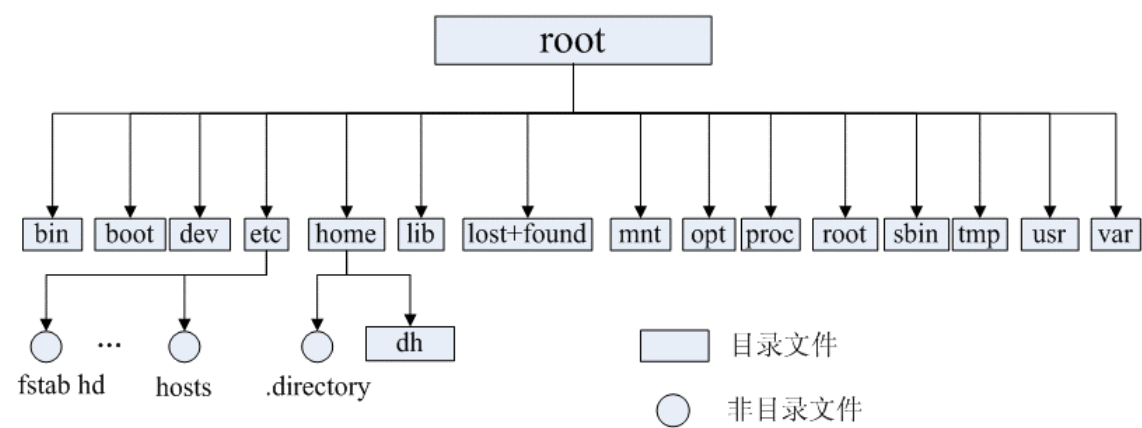 root
bin boot dev etc home lib lost+found mnt opt proc root sbin tmp usr var
... dh
fstab hd hosts .directory
目录文件
非目录文件